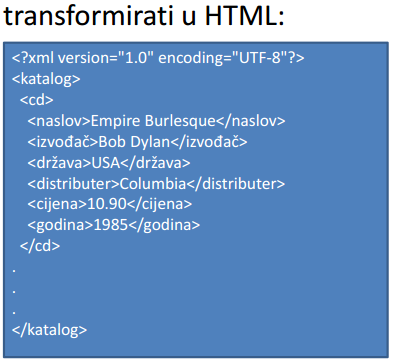 transformirati u HTML:
<?xml version="1.0" encoding="UTF-8"?>
<katalog>
<cd>
<naslov>Empire Burlesque</naslov>
<izvođač>Bob Dylan</izvođač>
<država>USA</država>
<distributer>Columbia</distributer>
<cijena>10.90</cijena>
<godina>1985</godina>
</cd>
.
.
.
</katalog>